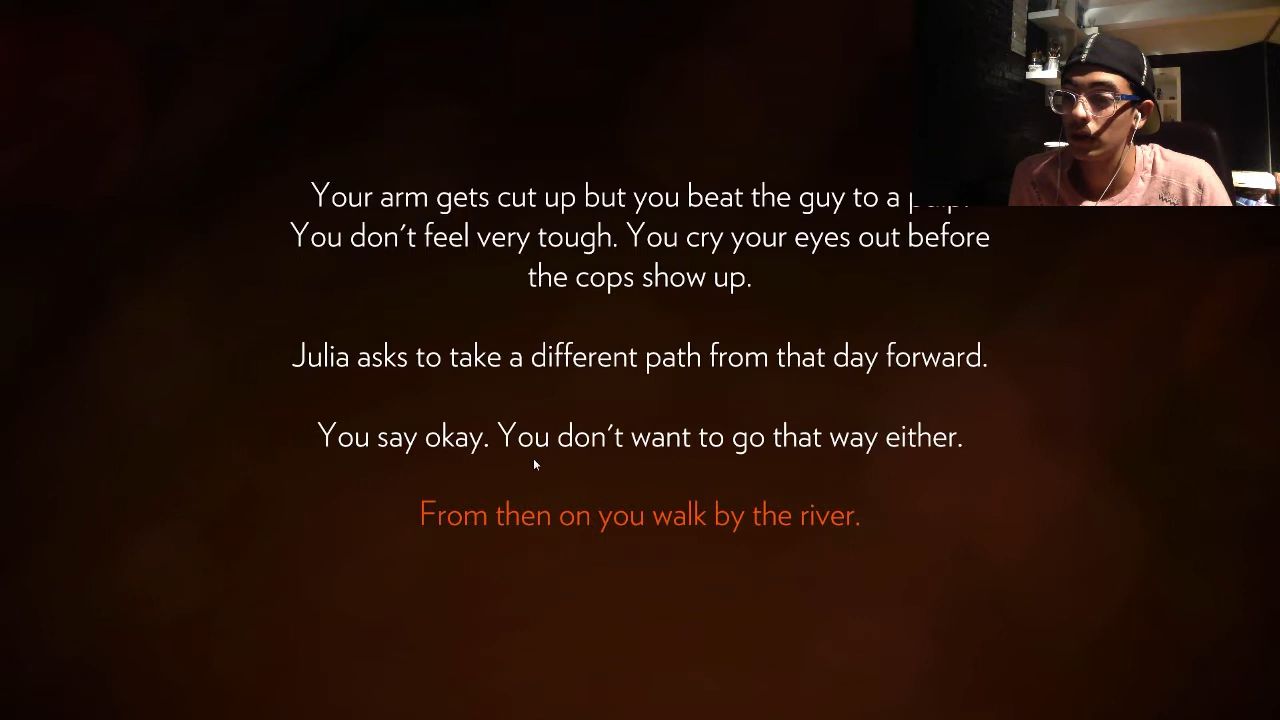 Your arm gets cut up but you beat the guy to a
You don't feel very tough. You cry your eyes out before
the cops show up.
Julia asks to take a different path from that day forward.
You say okay. You don't want to go that way either.
From then on you walk by the river.